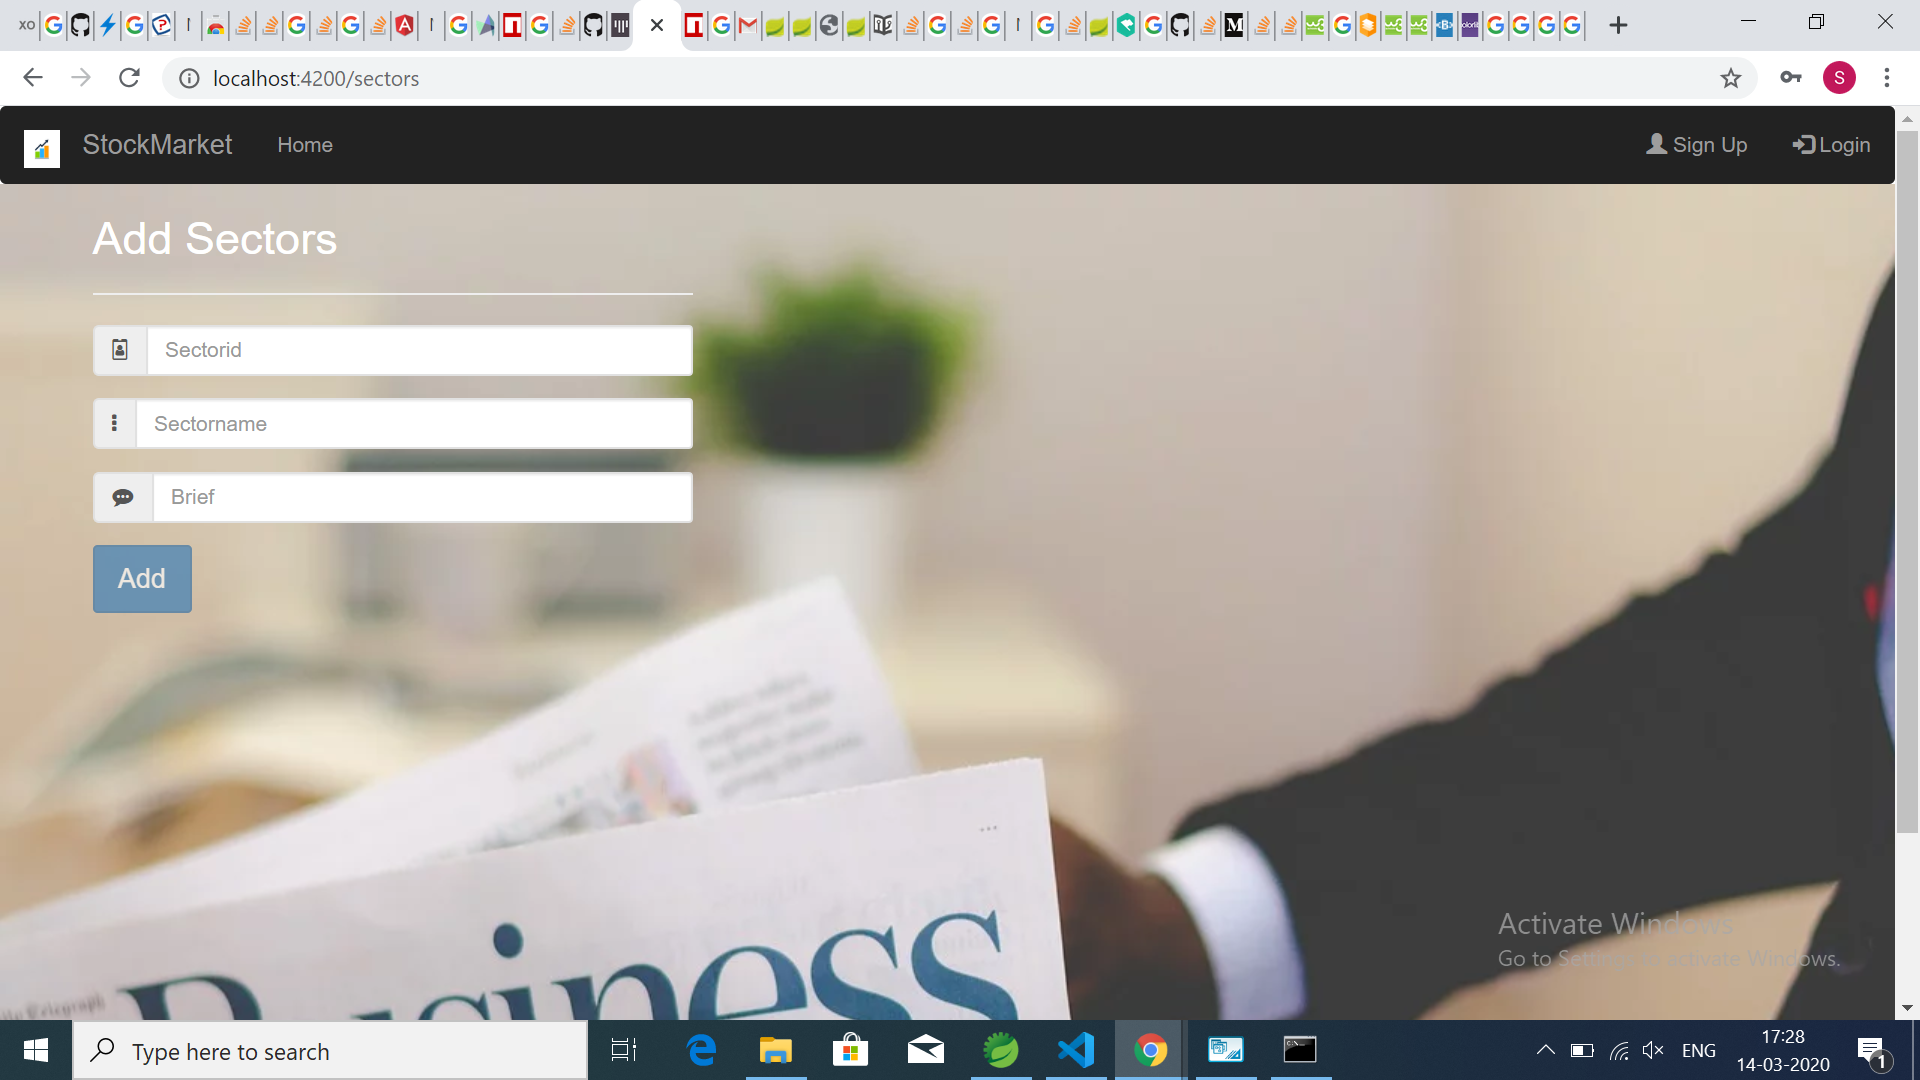 localhost:4200/sectors
StockMarket
Home
Sign Up
Login
Add Sectors
Sectorid
Sectorname
Brief
Add
Business
Activate Windows
Go to Settings to activate Windows.
Type here to search
ENG
17:28
14-03-2020
1